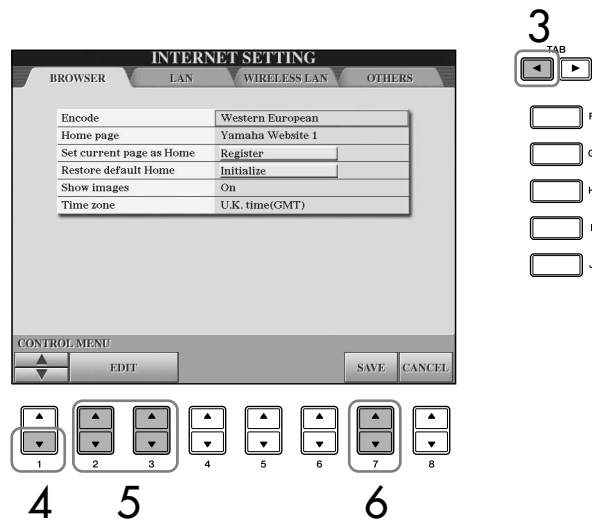 3
TAB
INTERNET SETTING
BROWSER LAN WIRELESS LAN OTHERS
Encode Western European
Home page Yamaha Website 1
Set current page as Home Register
Restore default Home Initialize
Show images On
Time zone U.K. time(GMT)
CONTROL MENU
EDIT SAVE CANCEL
1 2 3 4 5 6 7 8
4 5 6